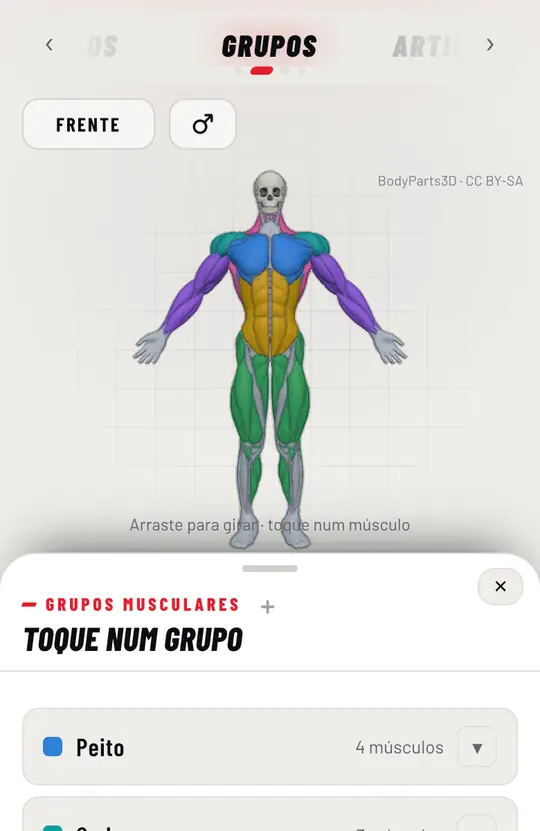 GRUPOS
FRENTE
BodyParts3D · CC BY-SA
Arraste para girar · toque num músculo
GRUPOS MUSCULARES +
TOQUE NUM GRUPO
Peito
4 músculos